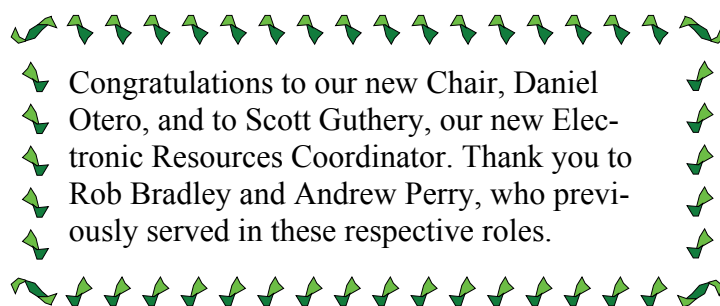 Congratulations to our new Chair, Daniel
Otero, and to Scott Guthery, our new Elec-
tronic Resources Coordinator. Thank you to
Rob Bradley and Andrew Perry, who previ-
ously served in these respective roles.